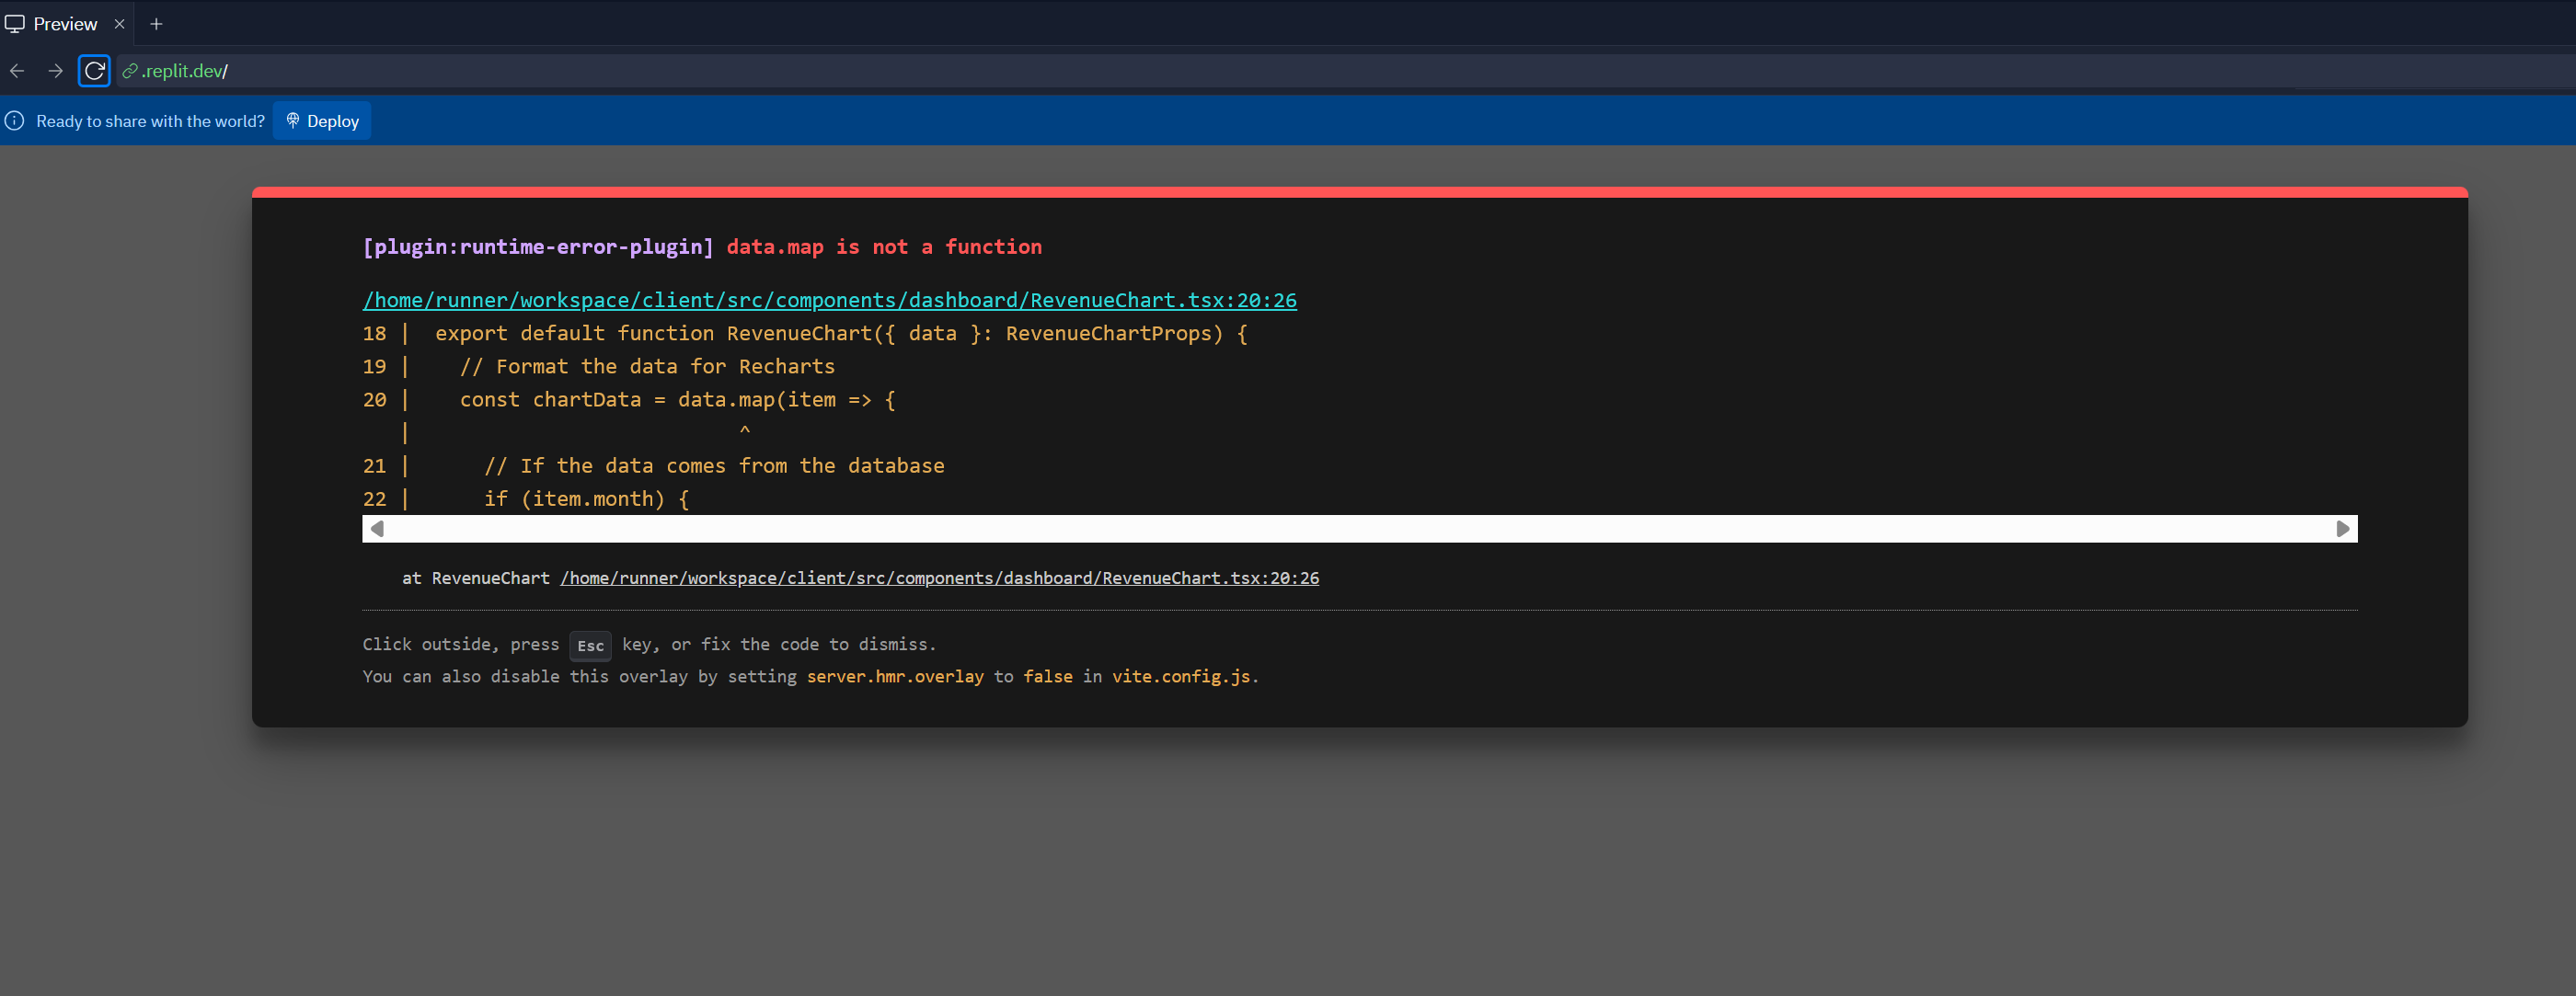 Preview
.replit.dev/
Ready to share with the world? Deploy
[plugin:runtime-error-plugin] data.map is not a function
/home/runner/workspace/client/src/components/dashboard/RevenueChart.tsx:20:26
18 |  export default function RevenueChart({ data }: RevenueChartProps) {
19 |    // Format the data for Recharts
20 |    const chartData = data.map(item => {
   |                           ^
21 |      // If the data comes from the database
22 |      if (item.month) {
at RevenueChart /home/runner/workspace/client/src/components/dashboard/RevenueChart.tsx:20:26
Click outside, press Esc key, or fix the code to dismiss.
You can also disable this overlay by setting server.hmr.overlay to false in vite.config.js.